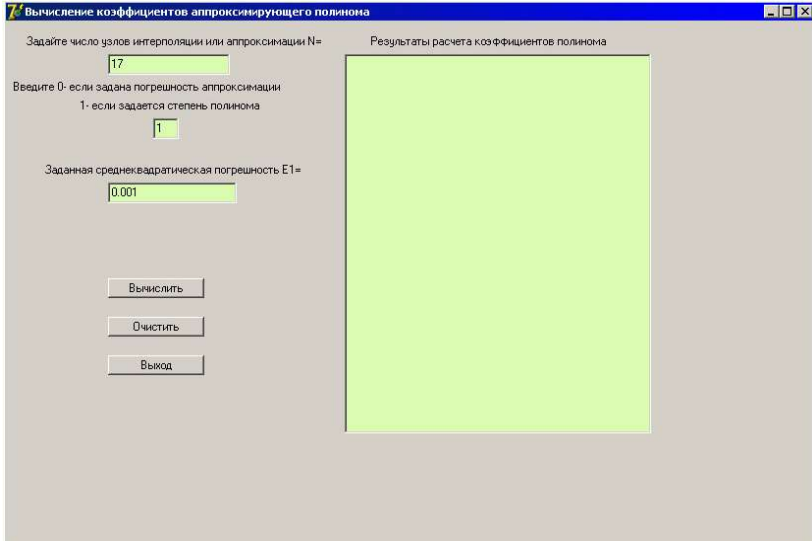 Вычисление коэффициентов аппроксимирующего полинома
Задайте число узлов интерполяции или аппроксимации N=
17
Введите 0- если задана погрешность аппроксимации
1- если задается степень полинома
1
Заданная среднеквадратическая погрешность E1=
0.001
Вычислить
Очистить
Выход
Результаты расчета коэффициентов полинома